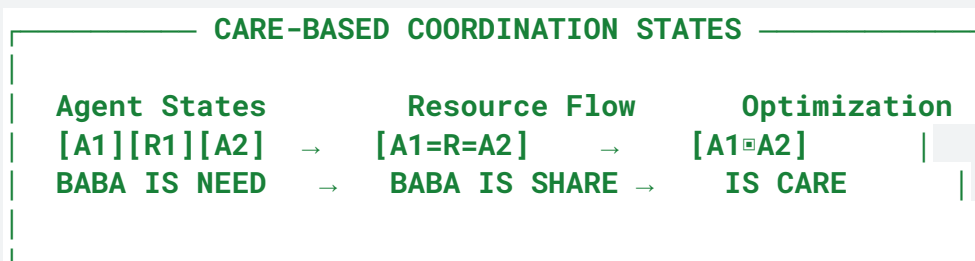 CARE-BASED COORDINATION STATES
Agent States Resource Flow Optimization
[A1][R1][A2] → [A1=R=A2] → [A1▣A2]
BABA IS NEED → BABA IS SHARE → IS CARE